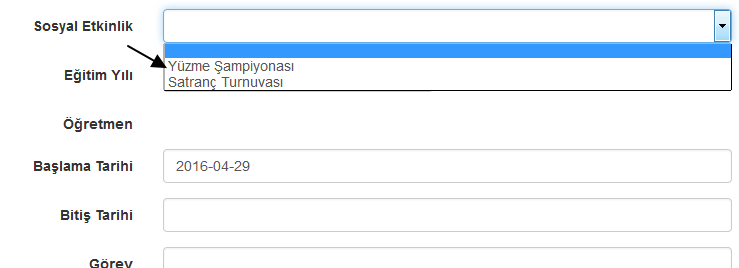 Sosyal Etkinlik
Yüzme Şampiyonası
Eğitim Yılı
Satranç Turnuvası
Öğretmen
Başlama Tarihi 2016-04-29
Bitiş Tarihi
Görev